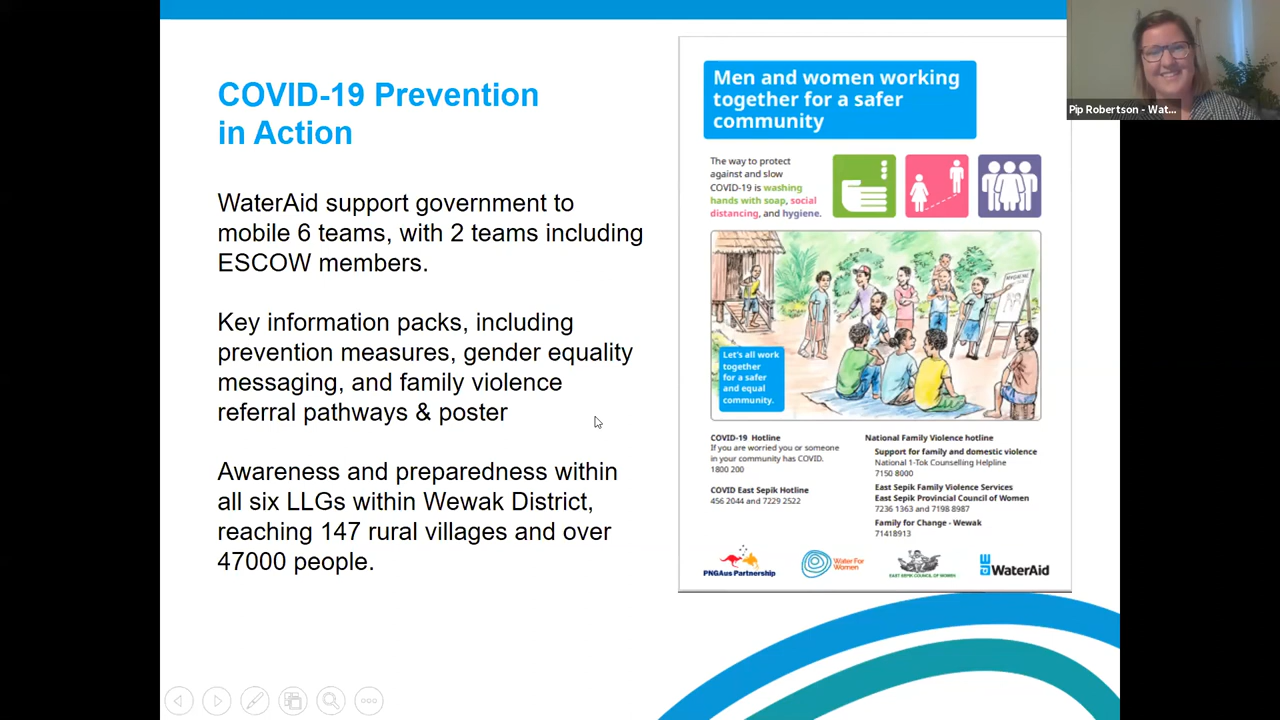 COVID-19 Prevention
in Action
WaterAid support government to
mobile 6 teams, with 2 teams including
ESCOW members.
Key information packs, including
prevention measures, gender equality
messaging, and family violence
referral pathways & poster
Awareness and preparedness within
all six LLGs within Wewak District,
reaching 147 rural villages and over
47000 people.
Men and women working
together for a safer
community
The way to protect
against and slow
COVID-19 is washing
hands with soap, social
distancing, and hygiene.
Let's all work
together
for a safer
and equal
community.
COVID-19 Hotline
If you are worried you or someone
in your community has COVID.
1800 200
COVID East Sepik Hotline
456 2044 and 7229 2522
National Family Violence hotline
Support for family and domestic violence
National 1-Tok Counselling Helpline
7150 8000
East Sepik Family Violence Services
East Sepik Provincial Council of Women
7236 1363 and 7198 8987
Family for Change - Wewak
71418913
PNGAus Partnership
Water For
Women
EAST SEPIK COUNCIL OF WOMEN
WaterAid
Pip Robertson - Wat...